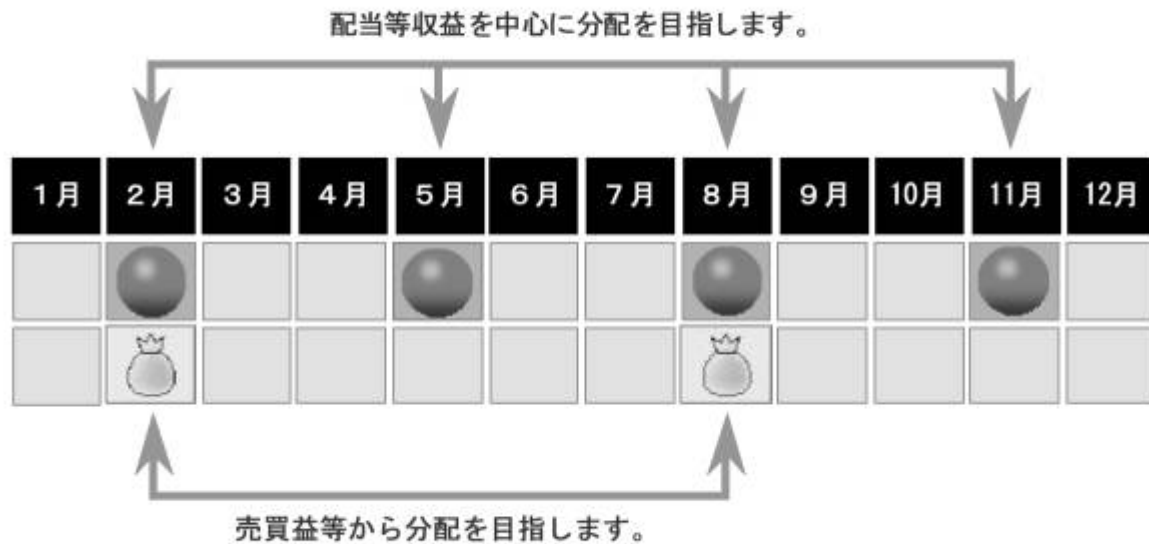 配当等収益を中心に分配を目指します。
1月 2月 3月 4月 5月 6月 7月 8月 9月 10月 11月 12月
売買益等から分配を目指します。